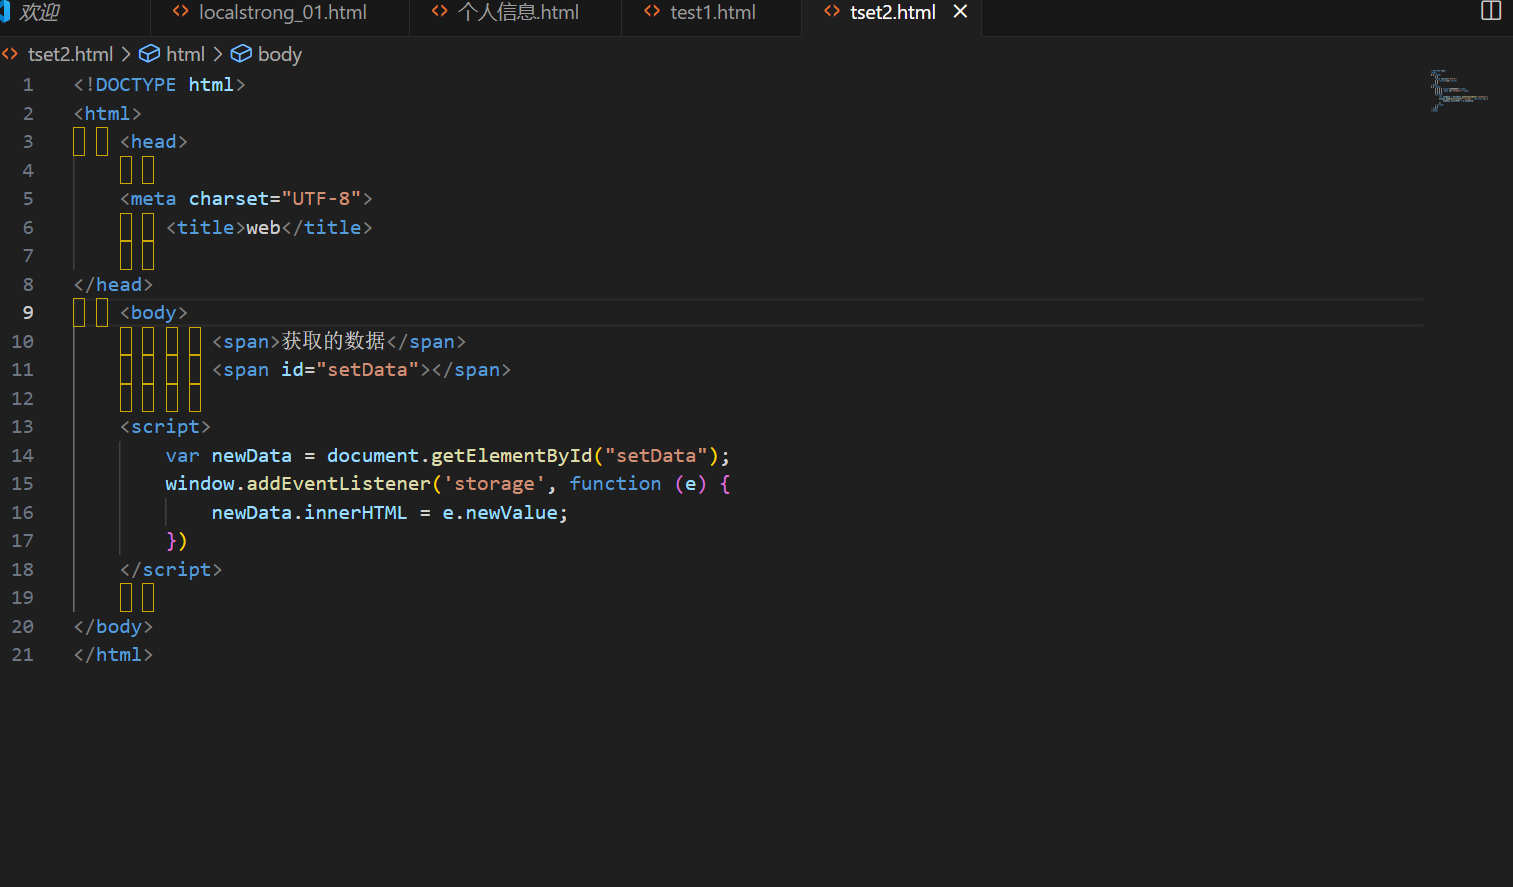 欢迎 localstrong_01.html 个人信息.html test1.html tset2.html
tset2.html > html > body
1 <!DOCTYPE html>
2 <html>
3 <head>
4
5 <meta charset="UTF-8">
6 <title>web</title>
7
8 </head>
9 <body>
10 <span>获取的数据</span>
11 <span id="setData"></span>
12
13 <script>
14 var newData = document.getElementById("setData");
15 window.addEventListener('storage', function (e) {
16 newData.innerHTML = e.newValue;
17 })
18 </script>
19
20 </body>
21 </html>